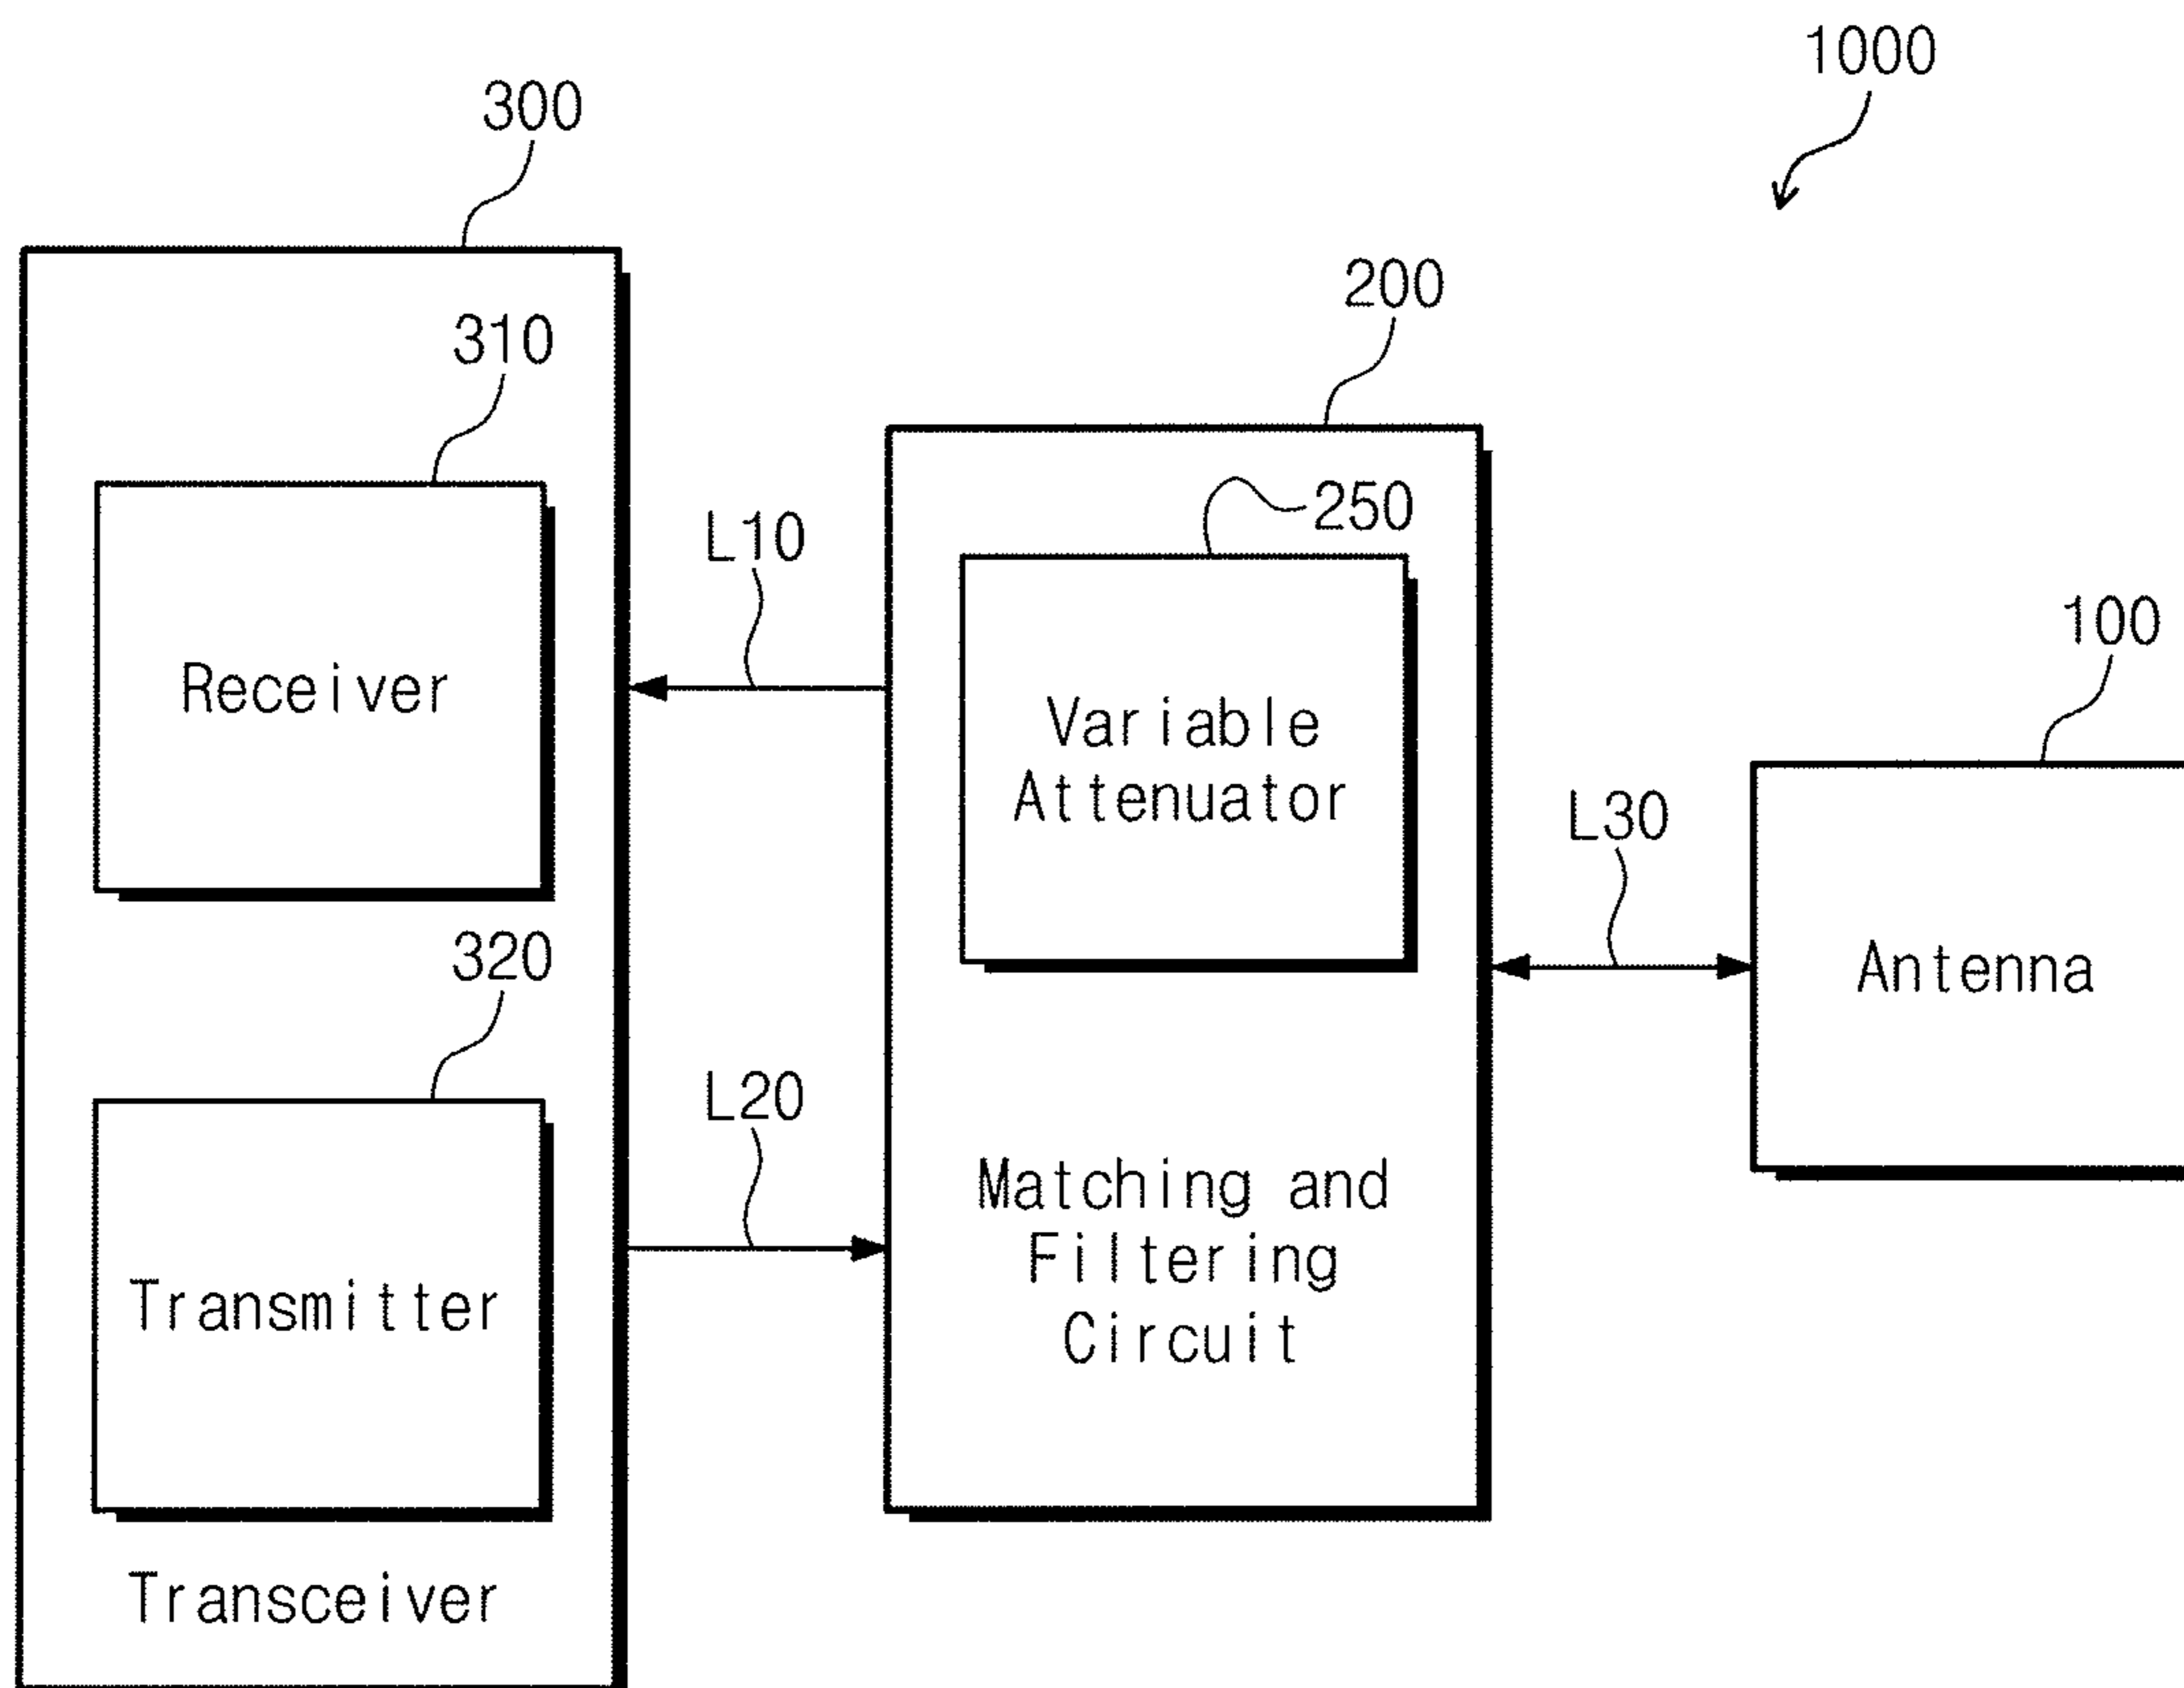 1000
300
200
310
250
L10
100
Receiver
Variable
Attenuator
L30
320
Antenna
L20
Matching and
Filtering
Circuit
Transmitter
Transceiver